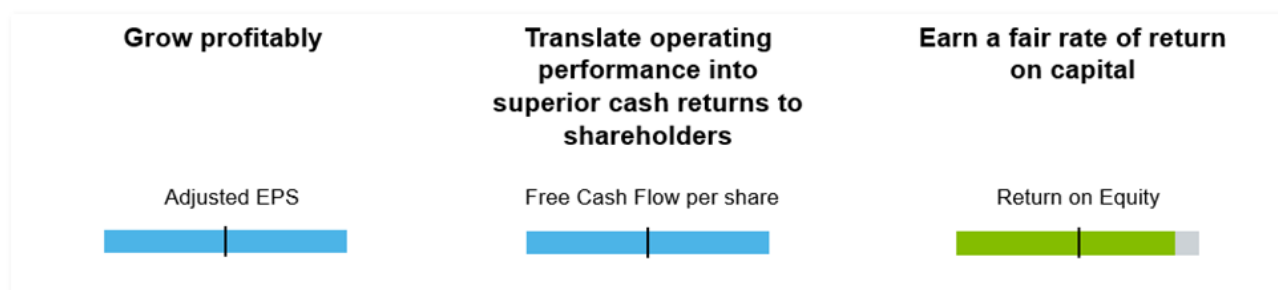 Grow profitably
Translate operating
performance into
superior cash returns to
shareholders
Earn a fair rate of return
on capital
Adjusted EPS
Free Cash Flow per share
Return on Equity